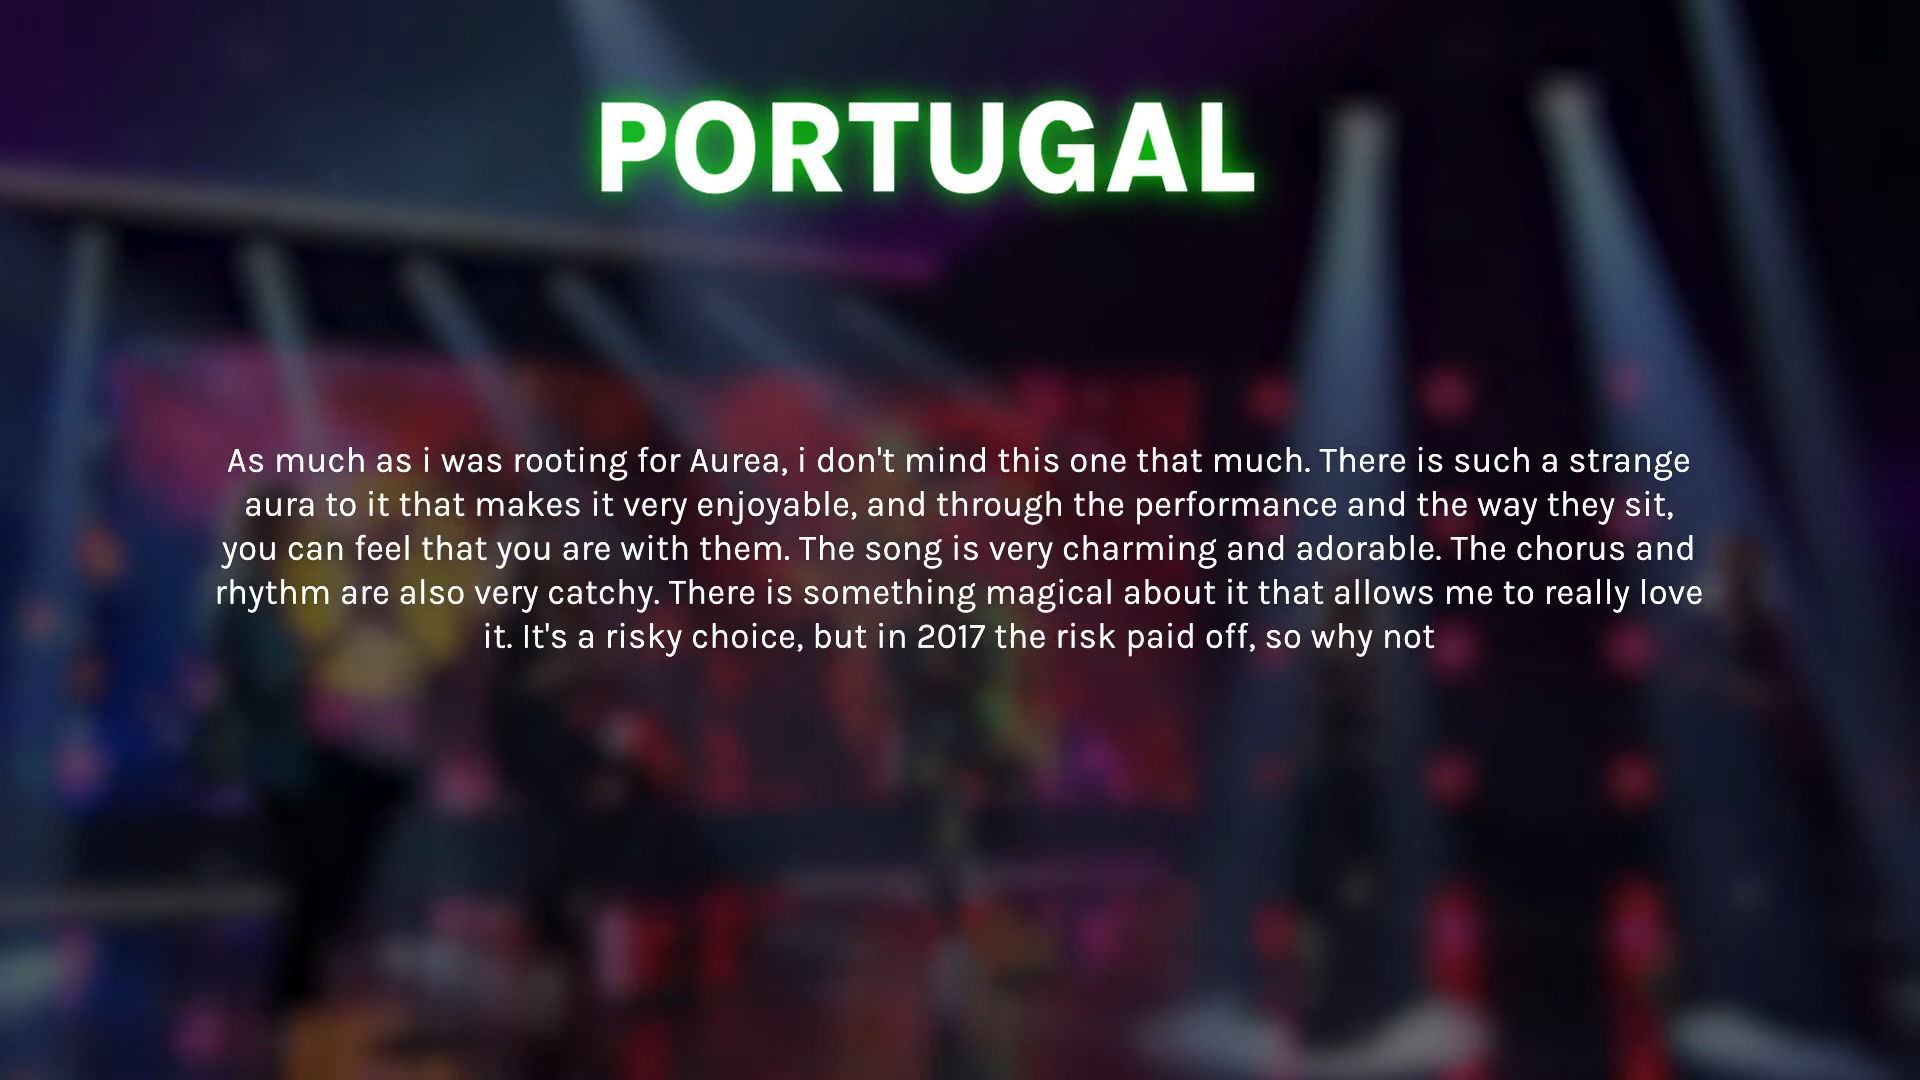 PORTUGAL
As much as i was rooting for Aurea, i don't mind this one that much. There is such a strange
aura to it that makes it very enjoyable, and through the performance and the way they sit,
you can feel that you are with them. The song is very charming and adorable. The chorus and
rhythm are also very catchy. There is something magical about it that allows me to really love
it. It's a risky choice, but in 2017 the risk paid off, so why not